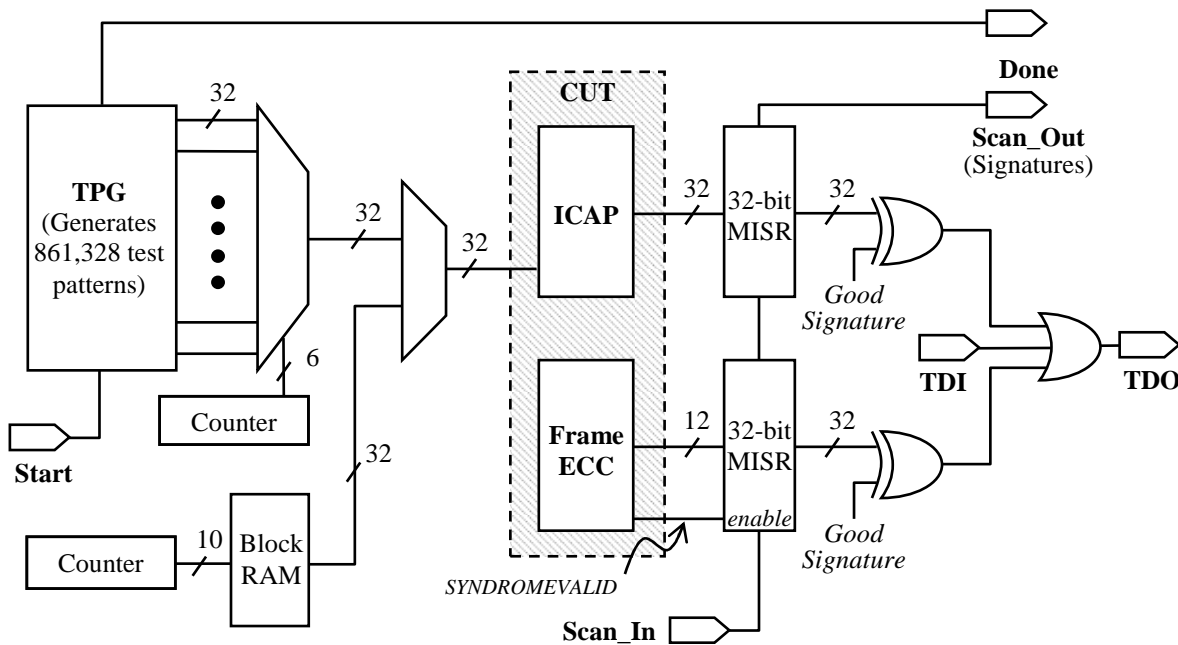 Done
32
CUT
Scan_Out
(Signatures)
TPG
(Generates
861,328 test
patterns)
32
32
ICAP
32
32-bit
MISR
32
Good
Signature
6
Counter
TDI
TDO
Start
32
Frame
ECC
12
32-bit
MISR
enable
32
Good
Signature
Counter
10
Block
RAM
SYNDROMEVALID
Scan_In